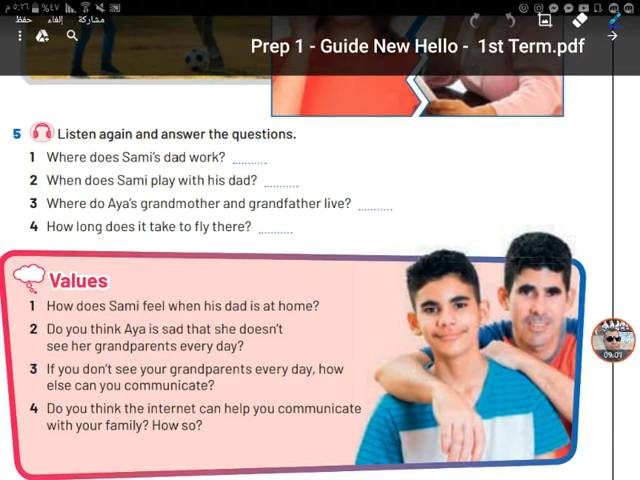 م ٥:٢٦ ٪٤٧
حفظ إلغاء مشاركة
Prep 1 - Guide New Hello - 1st Term.pdf
5 Listen again and answer the questions.
1 Where does Sami's dad work? ............
2 When does Sami play with his dad? ............
3 Where do Aya's grandmother and grandfather live? ............
4 How long does it take to fly there? ............
Values
1 How does Sami feel when his dad is at home?
2 Do you think Aya is sad that she doesn't
see her grandparents every day?
3 If you don't see your grandparents every day, how
else can you communicate?
4 Do you think the internet can help you communicate
with your family? How so?
09:01